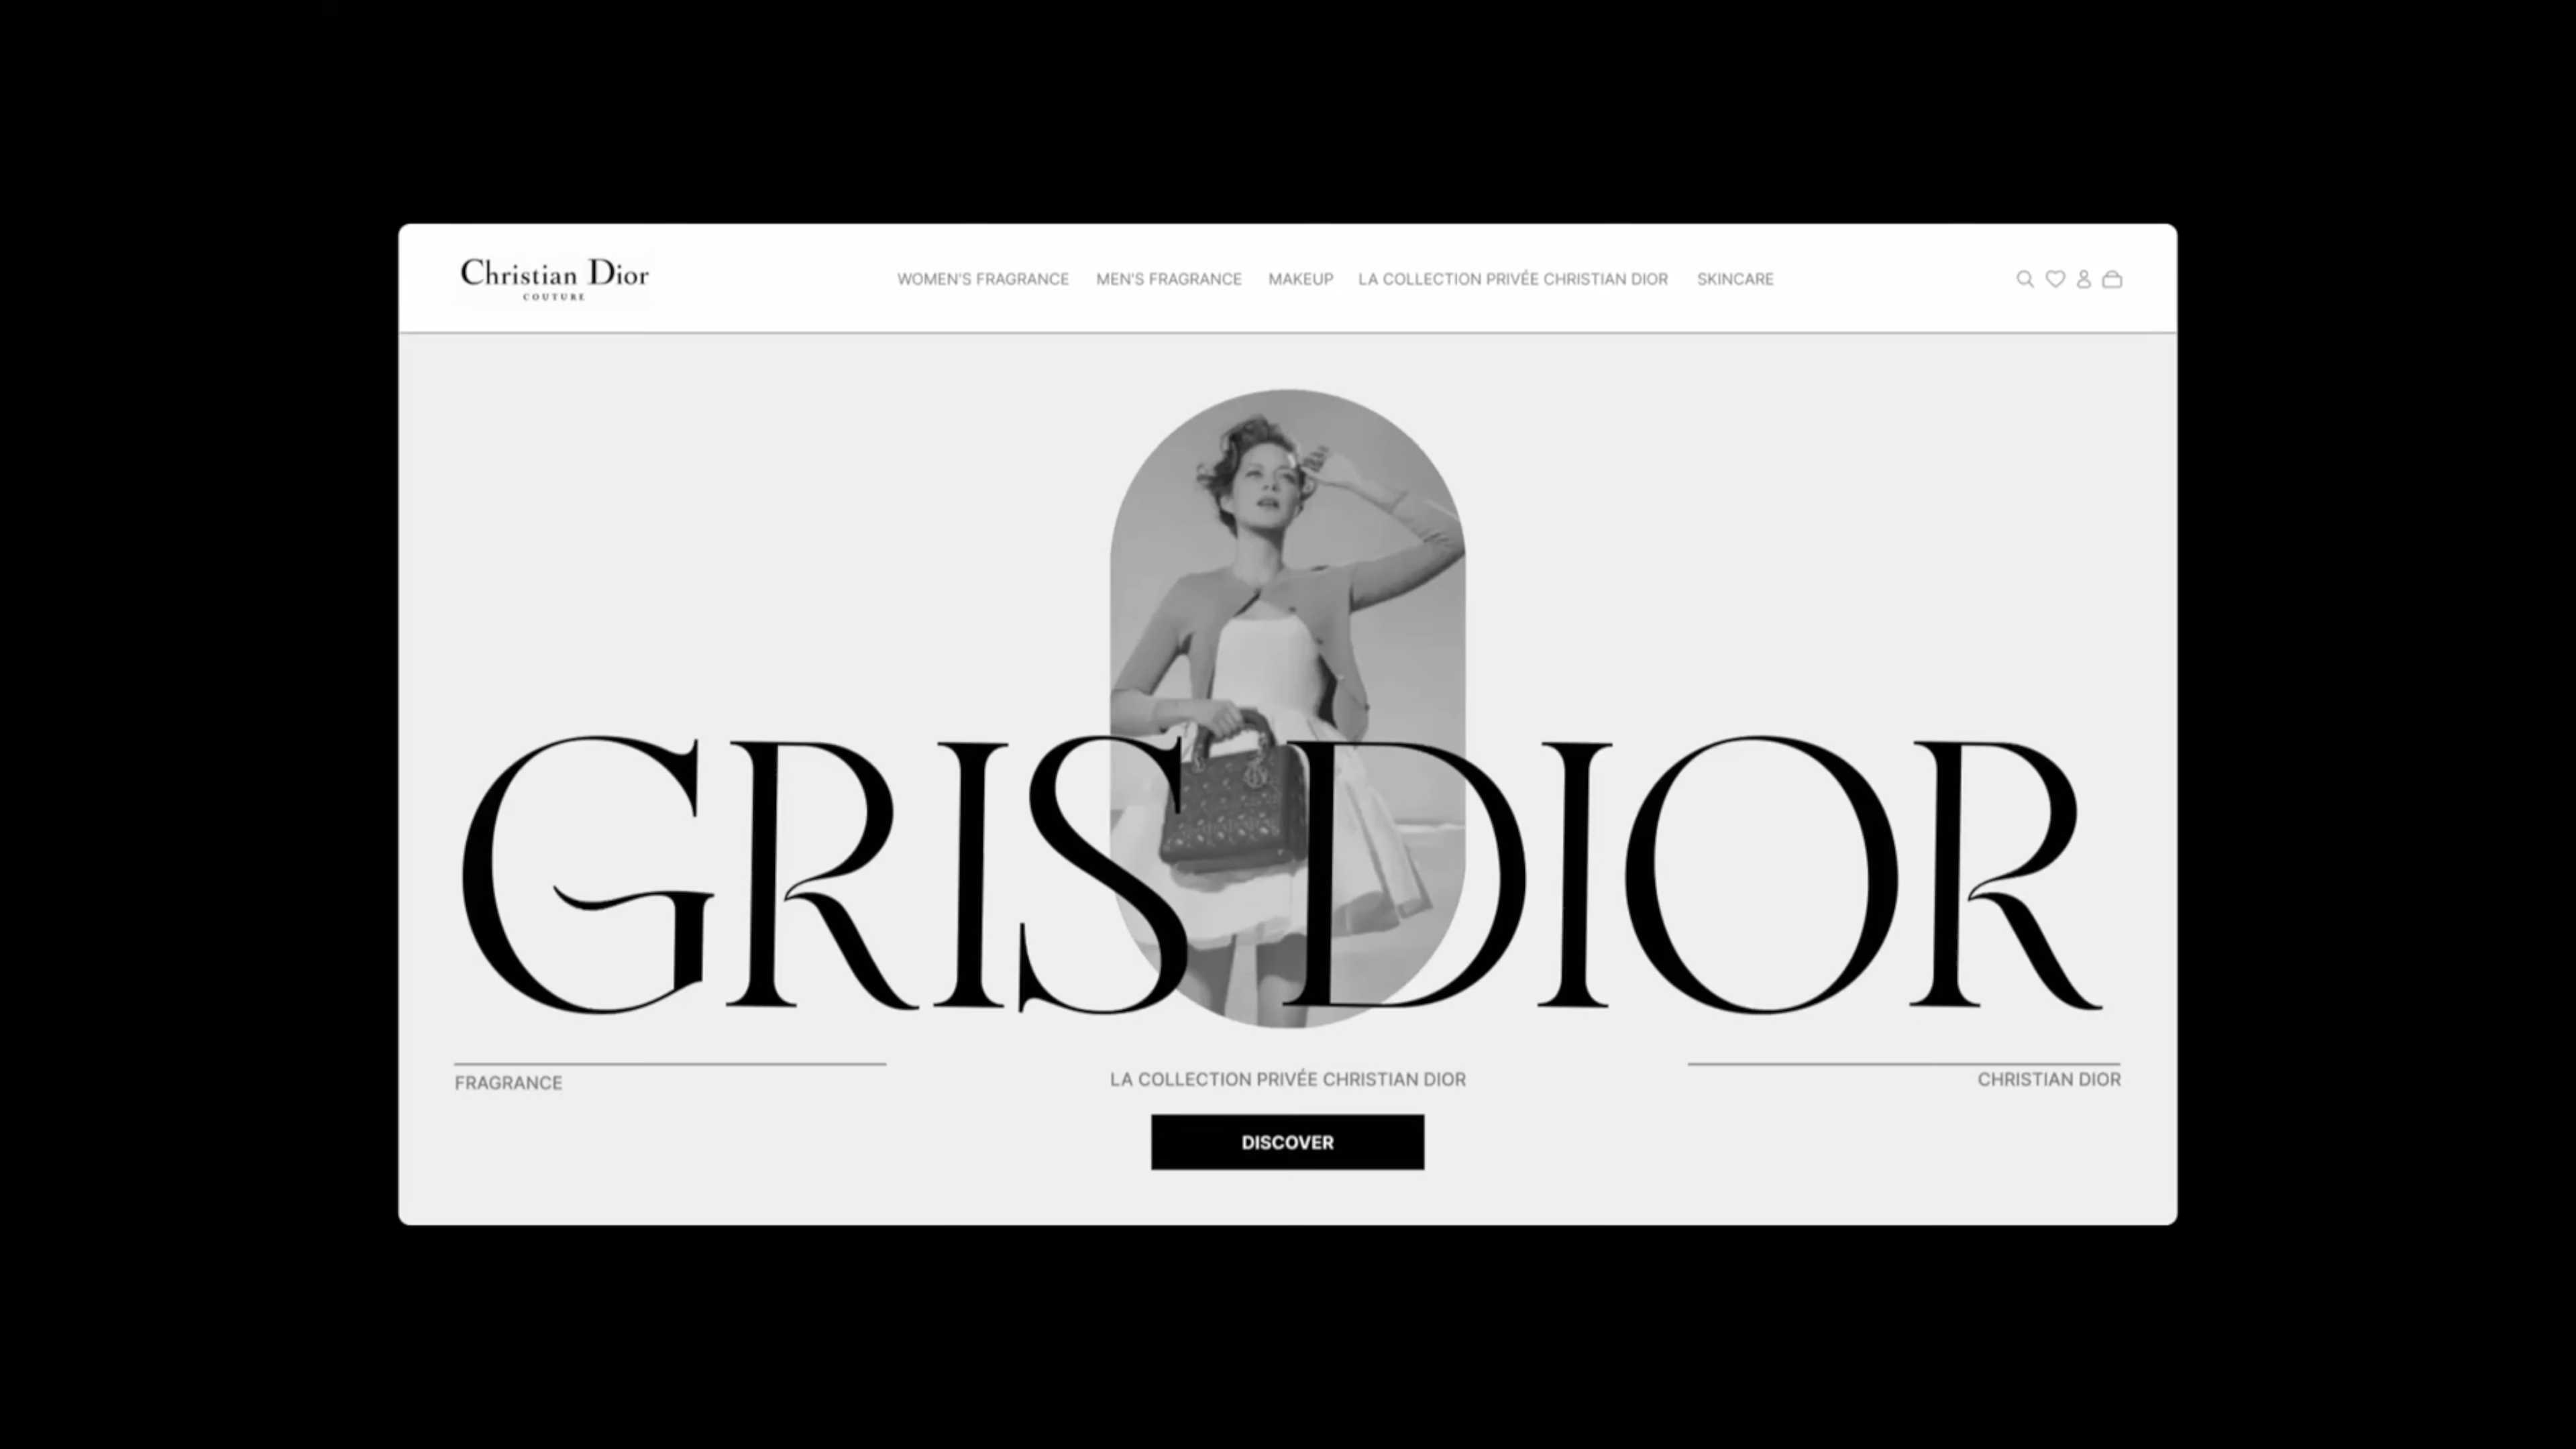 Christian Dior
COUTURE
WOMEN'S FRAGRANCE MEN'S FRAGRANCE MAKEUP LA COLLECTION PRIVÉE CHRISTIAN DIOR SKINCARE
GRIS DIOR
FRAGRANCE
LA COLLECTION PRIVÉE CHRISTIAN DIOR
CHRISTIAN DIOR
DISCOVER